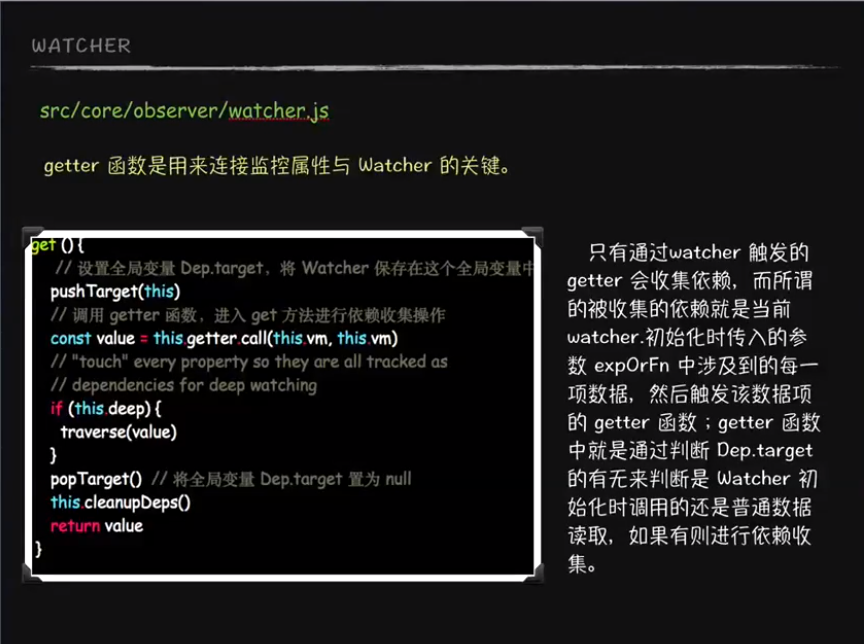 WATCHER
src/core/observer/watcher.js
getter 函数是用来连接监控属性与 Watcher 的关键。
get () {
// 设置全局变量 Dep.target，将 Watcher 保存在这个全局变量中
pushTarget(this)
// 调用 getter 函数，进入 get 方法进行依赖收集操作
const value = this.getter.call(this.vm, this.vm)
// "touch" every property so they are all tracked as
// dependencies for deep watching
if (this.deep) {
traverse(value)
}
popTarget() // 将全局变量 Dep.target 置为 null
this.cleanupDeps()
return value
}
只有通过watcher 触发的
getter 会收集依赖，而所谓
的被收集的依赖就是当前
watcher.初始化时传入的参
数 expOrFn 中涉及到的每一
项数据，然后触发该数据项
的 getter 函数；getter 函数
中就是通过判断 Dep.target
的有无来判断是 Watcher 初
始化时调用的还是普通数据
读取，如果有则进行依赖收
集。